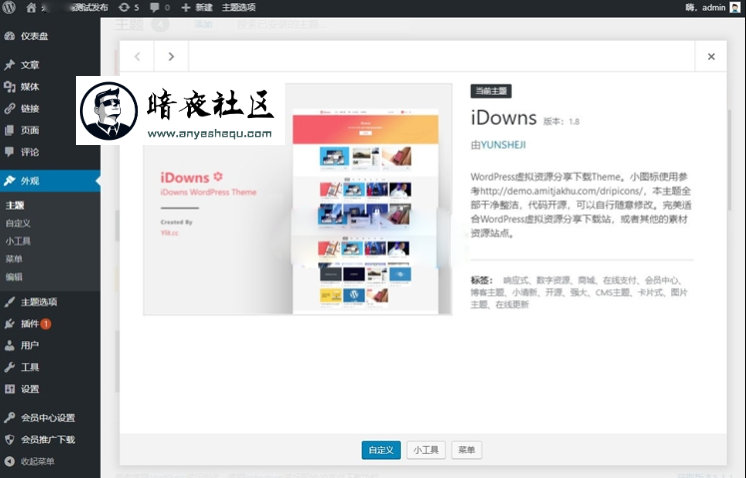 测试发布
5
0
新建
主题选项
嗨，admin
仪表盘
文章
媒体
链接
页面
评论
外观
主题
自定义
小工具
菜单
编辑
主题选项
插件 1
用户
工具
设置
会员中心设置
会员推广下载
收起菜单
暗夜社区
www.anyeshequ.com
iDowns
iDowns WordPress Theme
Created By
Ylit.cc
当前主题
iDowns 版本：1.8
由YUNSHEJI
WordPress虚拟资源分享下载Theme。小图标使用参
考http://demo.amitjakhu.com/dripicons/，本主题全
部干净整洁，代码开源，可以自行随意修改。完美适
合WordPress虚拟资源分享下载站，或者其他的素材
资源站点。
标签： 响应式、数字资源、商城、在线支付、会员中心、
博客主题、小清新、开源、强大、CMS主题、卡片式、图片
主题、在线更新
自定义
小工具
菜单